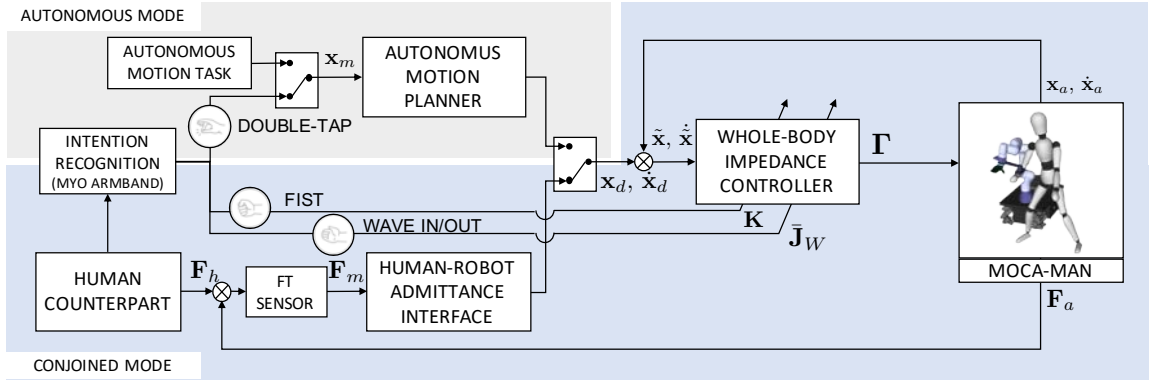 AUTONOMOUS MODE
AUTONOMOUS
MOTION TASK
x_m
AUTONOMUS
MOTION
PLANNER
DOUBLE-TAP
INTENTION
RECOGNITION
(MYO ARMBAND)
FIST
WAVE IN/OUT
x_d, ẋ_d
x̃, ẋ̃
WHOLE-BODY
IMPEDANCE
CONTROLLER
K
J̄_W
Γ
x_a, ẋ_a
MOCA-MAN
F_a
HUMAN
COUNTERPART
F_h
FT
SENSOR
F_m
HUMAN-ROBOT
ADMITTANCE
INTERFACE
CONJOINED MODE